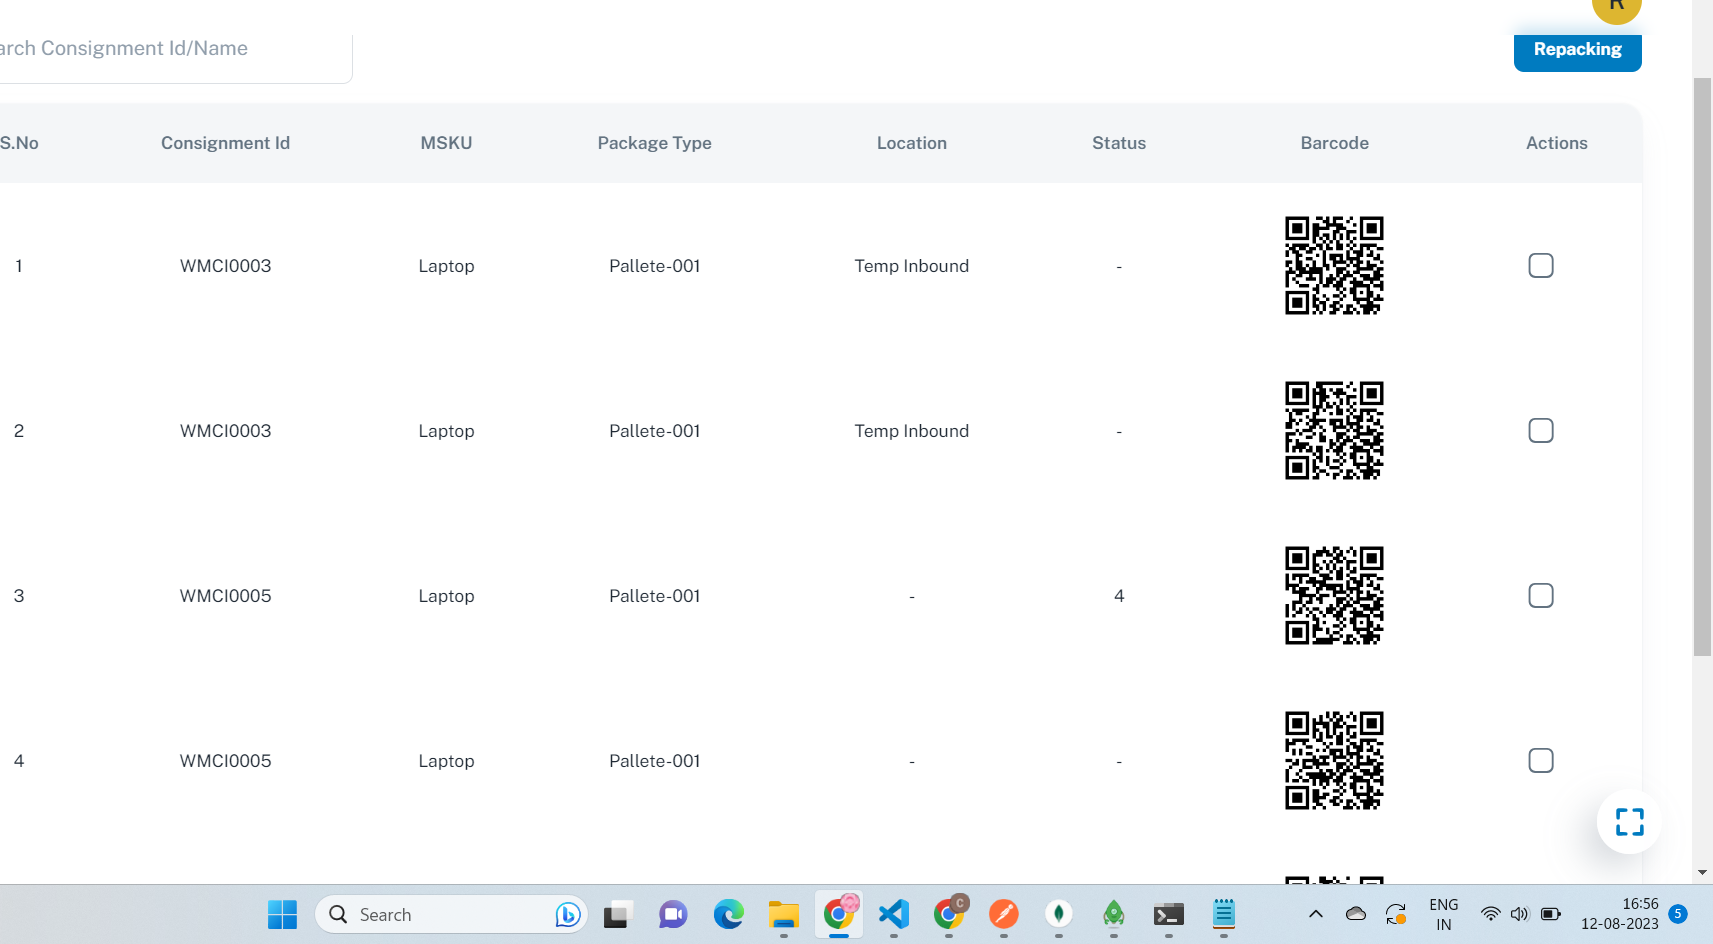 R
arch Consignment Id/Name
Repacking
S.No Consignment Id MSKU Package Type Location Status Barcode Actions
1 WMCI0003 Laptop Pallete-001 Temp Inbound -
2 WMCI0003 Laptop Pallete-001 Temp Inbound -
3 WMCI0005 Laptop Pallete-001 - 4
4 WMCI0005 Laptop Pallete-001 - -
Search
C
ENG
IN
16:56
12-08-2023
5